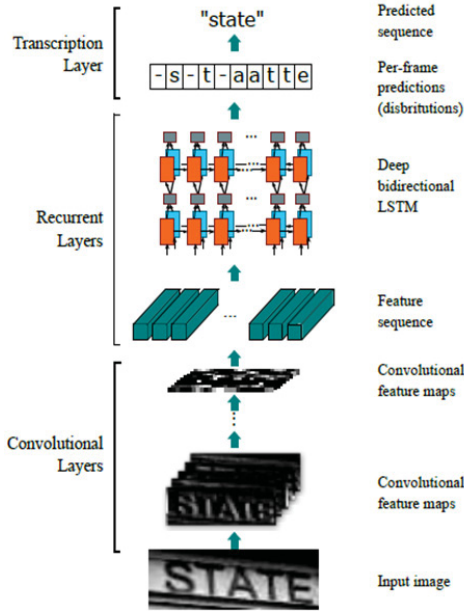 "state"
Predicted
sequence
Transcription
Layer
- s - t - a a t t e
Per-frame
predictions
(disbritutions)
...
...
Deep
bidirectional
LSTM
Recurrent
Layers
...
Feature
sequence
Convolutional
feature maps
Convolutional
Layers
STATE
Convolutional
feature maps
STATE
Input image